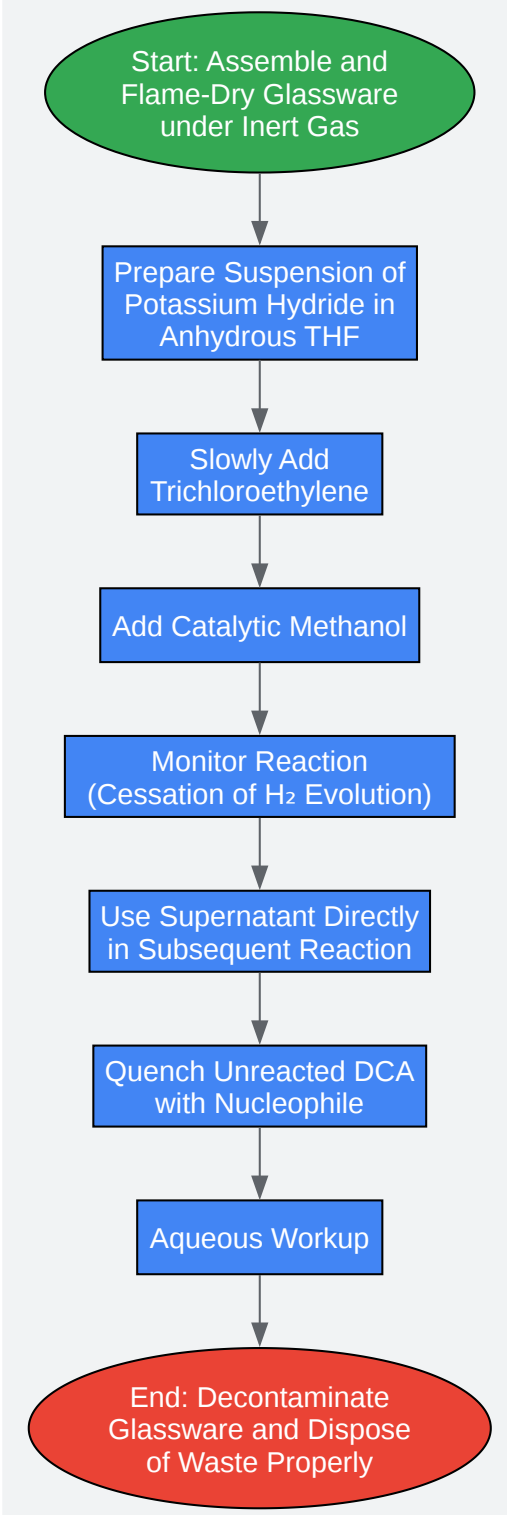 Start: Assemble and
Flame-Dry Glassware
under Inert Gas
Prepare Suspension of
Potassium Hydride in
Anhydrous THF
Slowly Add
Trichloroethylene
Add Catalytic Methanol
Monitor Reaction
(Cessation of H₂ Evolution)
Use Supernatant Directly
in Subsequent Reaction
Quench Unreacted DCA
with Nucleophile
Aqueous Workup
End: Decontaminate
Glassware and Dispose
of Waste Properly